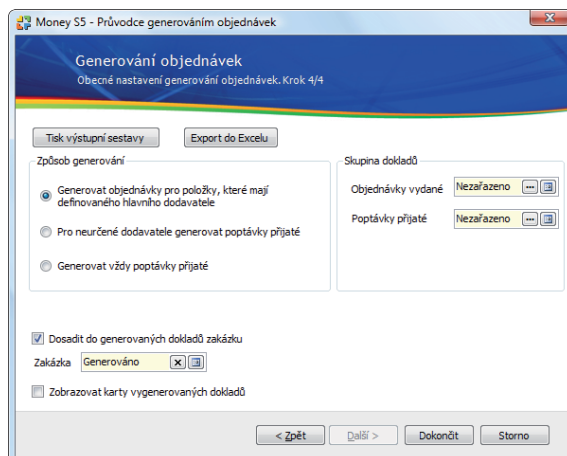 Money S5 - Průvodce generováním objednávek
Generování objednávek
Obecné nastavení generování objednávek. Krok 4/4
Tisk výstupní sestavy
Export do Excelu
Způsob generování
Generovat objednávky pro položky, které mají
definovaného hlavního dodavatele
Pro neurčené dodavatele generovat poptávky přijaté
Generovat vždy poptávky přijaté
Skupina dokladů
Objednávky vydané Nezařazeno
Poptávky přijaté Nezařazeno
Dosadit do generovaných dokladů zakázku
Zakázka Generováno
Zobrazovat karty vygenerovaných dokladů
< Zpět
Další >
Dokončit
Storno